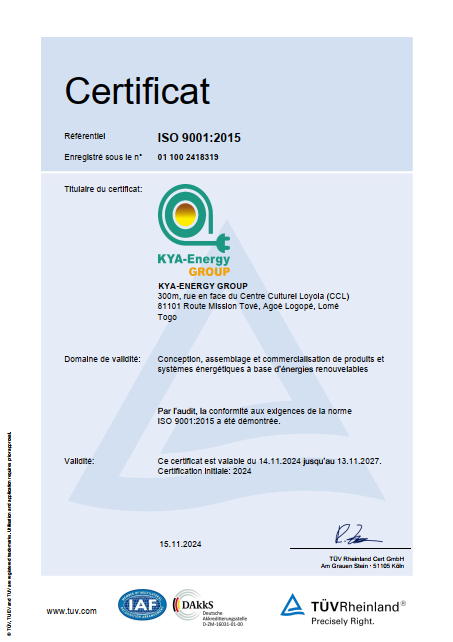 Certificat
Référentiel ISO 9001:2015
Enregistré sous le n° 01 100 2418319
Titulaire du certificat:
KYA-Energy
GROUP
KYA-ENERGY GROUP
300m, rue en face du Centre Culturel Loyola (CCL)
81101 Route Mission Tové, Agoè Logopé, Lomé
Togo
Domaine de validité: Conception, assemblage et commercialisation de produits et
systèmes énergétiques à base d'énergies renouvelables
Par l'audit, la conformité aux exigences de la norme
ISO 9001:2015 a été démontrée.
Validité: Ce certificat est valable du 14.11.2024 jusqu'au 13.11.2027.
Certification initiale: 2024
15.11.2024
TÜV Rheinland Cert GmbH
Am Grauen Stein · 51105 Köln
® TÜV, TUEV and TUV are registered trademarks. Utilisation and application requires prior approval.
www.tuv.com
IAF
DAkkS
Deutsche
Akkreditierungsstelle
D-ZM-16031-01-00
TÜVRheinland®
Precisely Right.